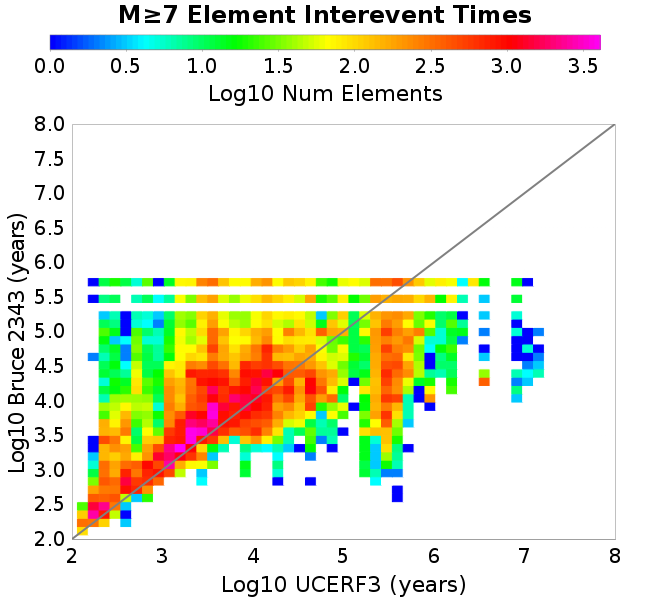 M≥7 Element Interevent Times
0.0 0.5 1.0 1.5 2.0 2.5 3.0 3.5
Log10 Num Elements
8.0
7.5
7.0
6.5
6.0
5.5
5.0
4.5
4.0
3.5
3.0
2.5
2.0
Log10 Bruce 2343 (years)
2 3 4 5 6 7 8
Log10 UCERF3 (years)